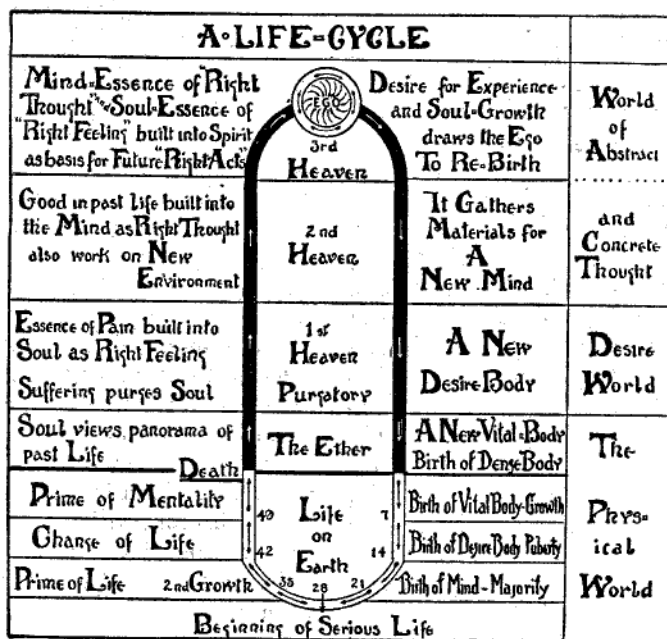 A·LIFE=CYCLE
Mind=Essence of "Right
Thought" and Soul=Essence of
"Right Feeling" built into Spirit
as basis for Future "Right Acts"
EGO
3rd
Heaven
Desire for Experience
and Soul=Growth
draws the Ego
To Re=Birth
World
of
Abstract
Good in past life built into
the Mind as Right Thought
also work on New
Environment
2nd
Heaven
It Gathers
Materials for
A
New Mind
and
Concrete
Thought
Essence of Pain built into
Soul as Right Feeling
Suffering purges Soul
1st
Heaven
Purgatory
A New
Desire Body
Desire
World
Soul views panorama of
past Life
Death
The Ether
A New Vital=Body
Birth of Dense Body
The
Prime of Mentality
49
Life
on
Earth
7
Birth of Vital Body=Growth
Phys=
ical
World
Change of Life
42
14
Birth of Desire Body Puberty
Prime of Life 2nd Growth
35
28
21
Birth of Mind=Majority
Beginning of Serious Life